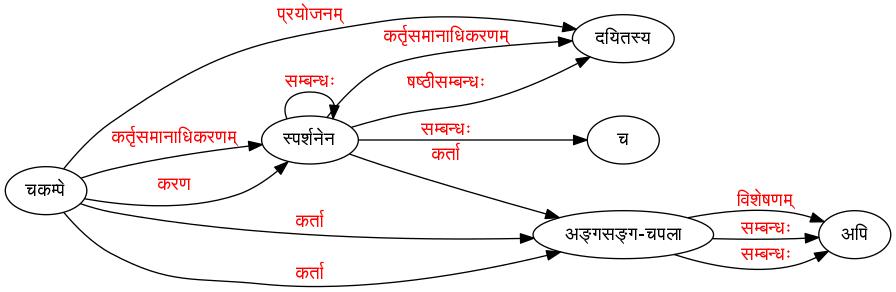 प्रयोजनम्
कर्तृसमानाधिकरणम्
दयितस्य
सम्बन्धः
षष्ठीसम्बन्धः
कर्तृसमानाधिकरणम्
स्पर्शनेन
सम्बन्धः
च
कर्ता
चकम्पे
करण
विशेषणम्
कर्ता
अङ्गसङ्ग-चपला
सम्बन्धः
अपि
सम्बन्धः
कर्ता